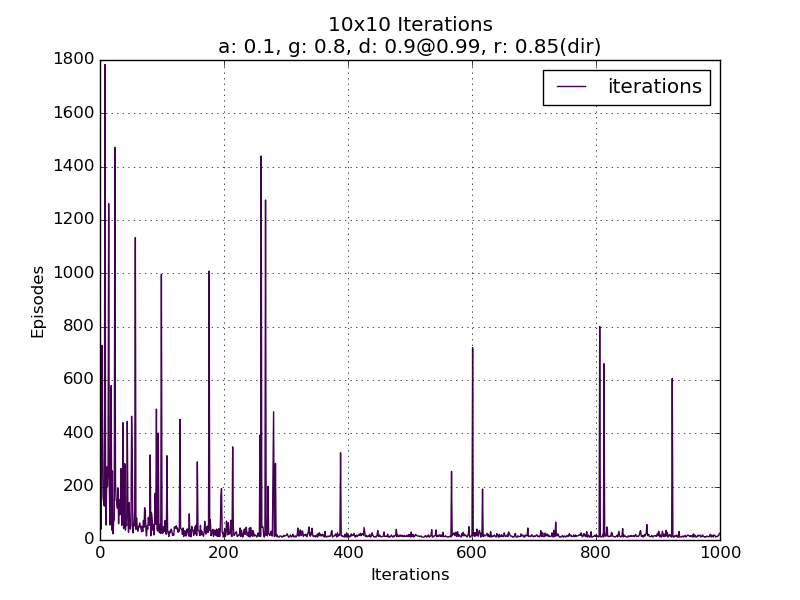 10x10 Iterations
a: 0.1, g: 0.8, d: 0.9@0.99, r: 0.85(dir)
iterations
1800
1600
1400
1200
1000
800
600
400
200
0
Episodes
0 200 400 600 800 1000
Iterations